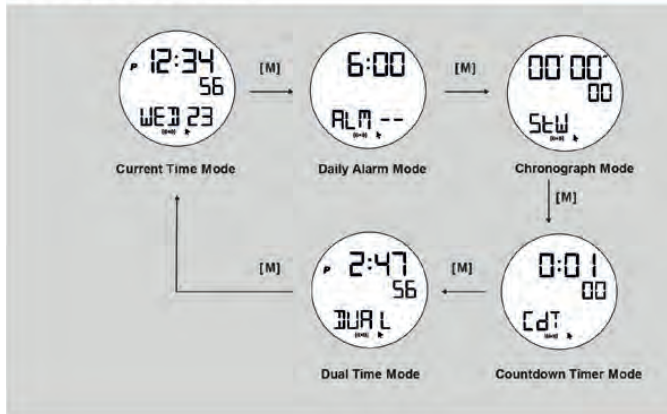 P 12:34
56
WED 23
Current Time Mode
[M]
6:00
ALM --
Daily Alarm Mode
[M]
00'00"
00
StW
Chronograph Mode
[M]
0:01
00
CdT
Countdown Timer Mode
[M]
P 2:47
56
DUAL
Dual Time Mode
[M]